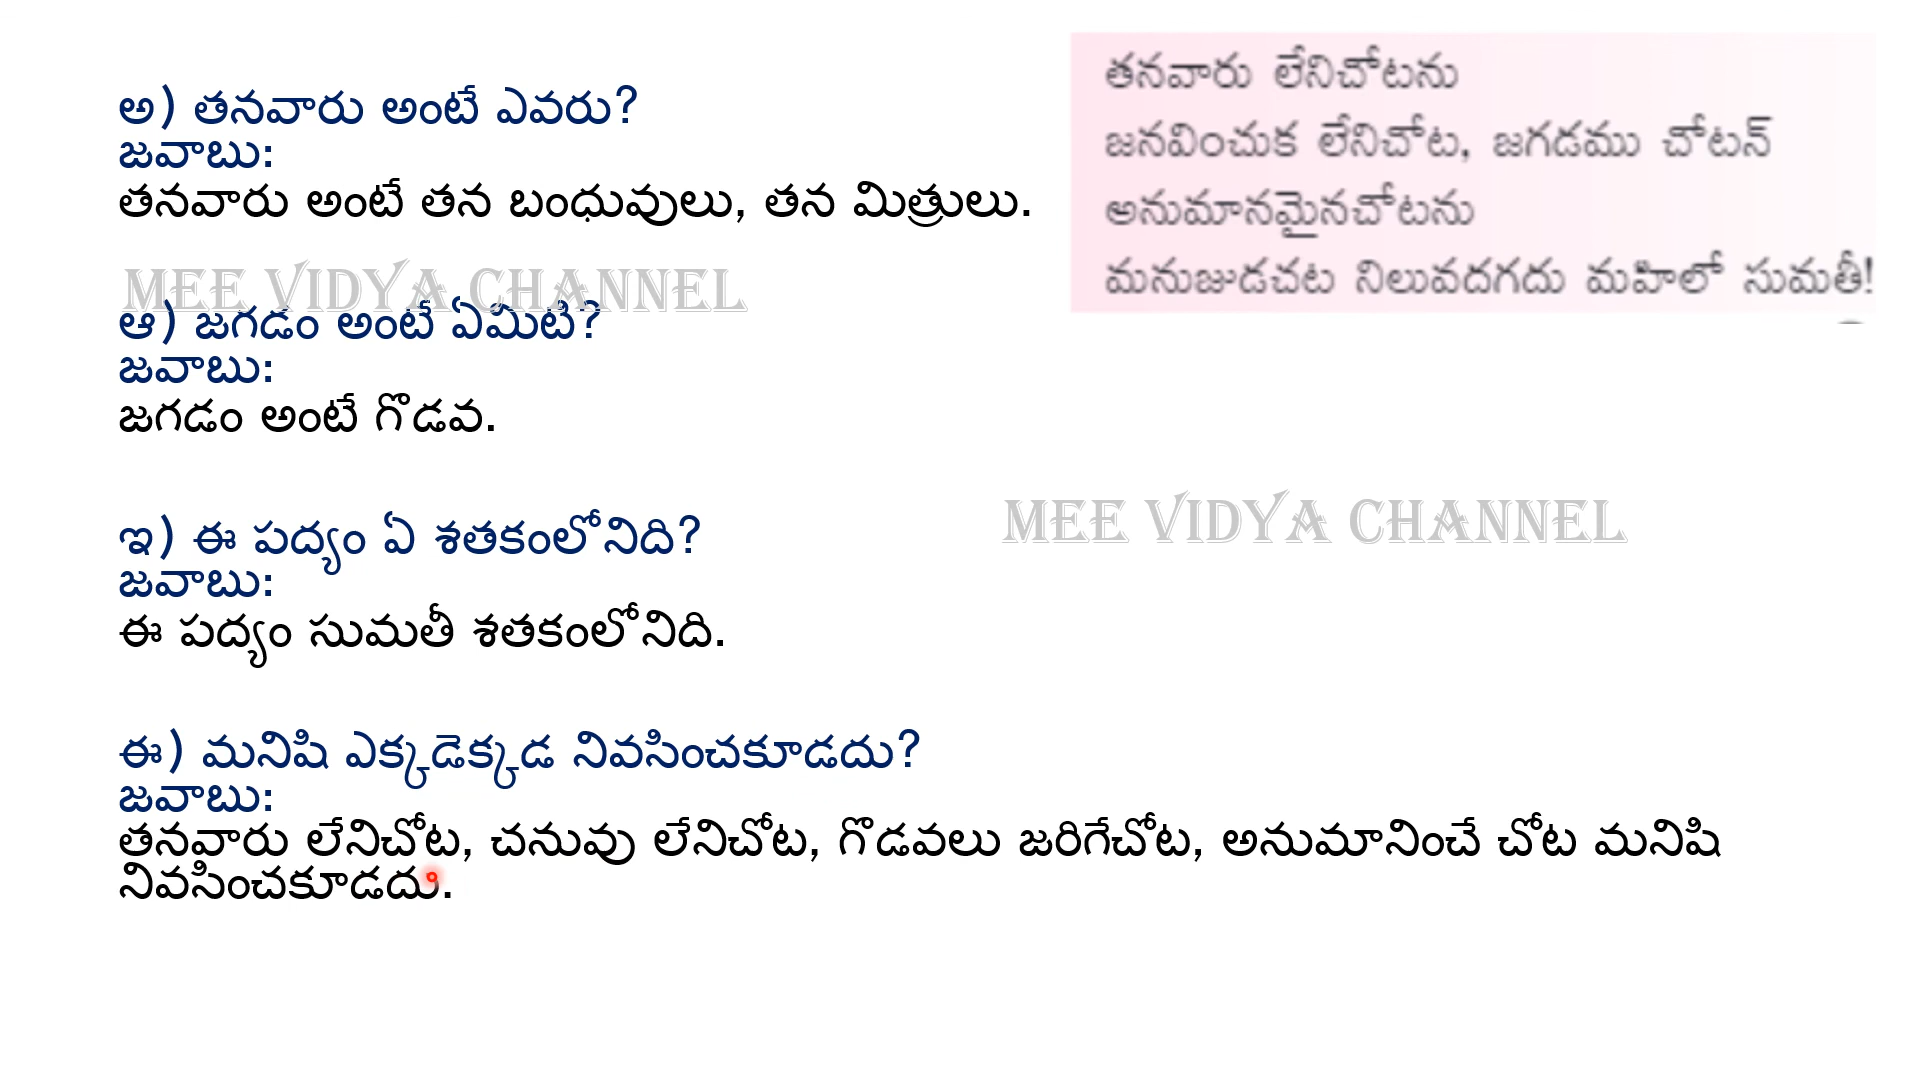 అ) తనవారు అంటే ఎవరు?
జవాబు:
తనవారు అంటే తన బంధువులు, తన మిత్రులు.
MEE VIDYA CHANNEL
ఆ) జగడం అంటే ఏమిటి?
జవాబు:
జగడం అంటే గొడవ.
ఇ) ఈ పద్యం ఏ శతకంలోనిది?
జవాబు:
ఈ పద్యం సుమతీ శతకంలోనిది.
ఈ) మనిషి ఎక్కడెక్కడ నివసించకూడదు?
జవాబు:
తనవారు లేనిచోట, చనువు లేనిచోట, గొడవలు జరిగేచోట, అనుమానించే చోట మనిషి
నివసించకూడదు.
తనవారు లేనిచోటను
జనవించుక లేనిచోట, జగడము చోటన్
అనుమానమైనచోటను
మనుజుడచట నిలువదగదు మహిలో సుమతీ!
MEE VIDYA CHANNEL